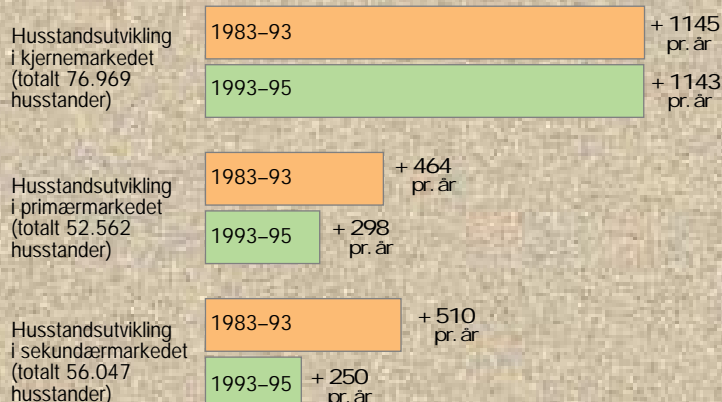 Husstandsutvikling
i kjernemarkedet
(totalt 76.969
husstander)
1983–93
+ 1145
pr. år
1993–95
+ 1143
pr. år
Husstandsutvikling
i primærmarkedet
(totalt 52.562
husstander)
1983–93
+ 464
pr. år
1993–95
+ 298
pr. år
Husstandsutvikling
i sekundærmarkedet
(totalt 56.047
husstander)
1983–93
+ 510
pr. år
1993–95
+ 250
pr. år